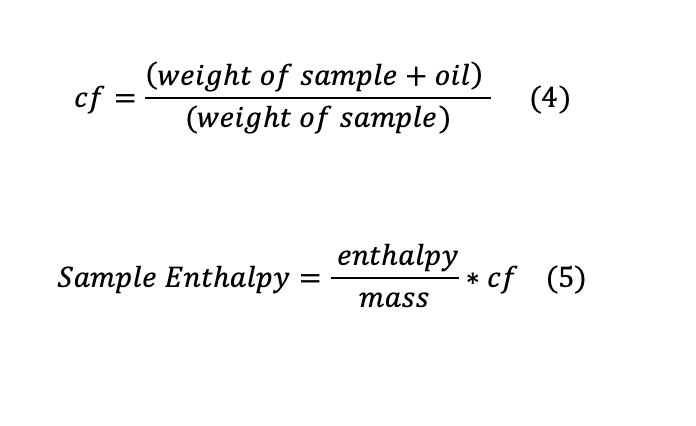 cf = (weight of sample + oil) / (weight of sample) (4)
Sample Enthalpy = enthalpy / mass * cf (5)